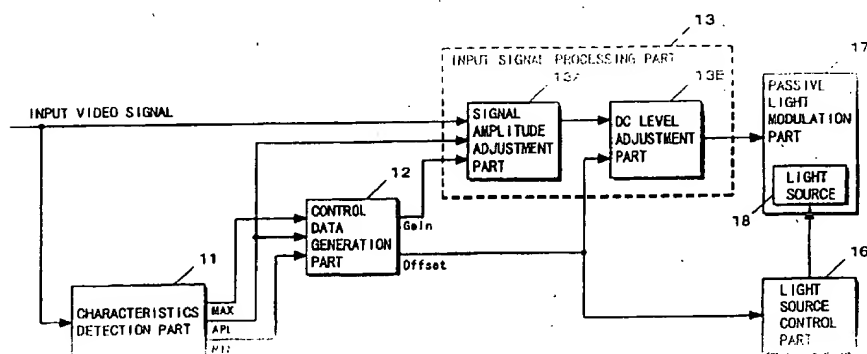 13
INPUT SIGNAL PROCESSING PART
13A
13B
17
INPUT VIDEO SIGNAL
SIGNAL
AMPLITUDE
ADJUSTMENT
PART
DC LEVEL
ADJUSTMENT
PART
PASSIVE
LIGHT
MODULATION
PART
LIGHT
SOURCE
18
12
CONTROL
DATA
GENERATION
PART
Gain
Offset
11
CHARACTERISTICS
DETECTION PART
MAX
APL
16
LIGHT
SOURCE
CONTROL
PART